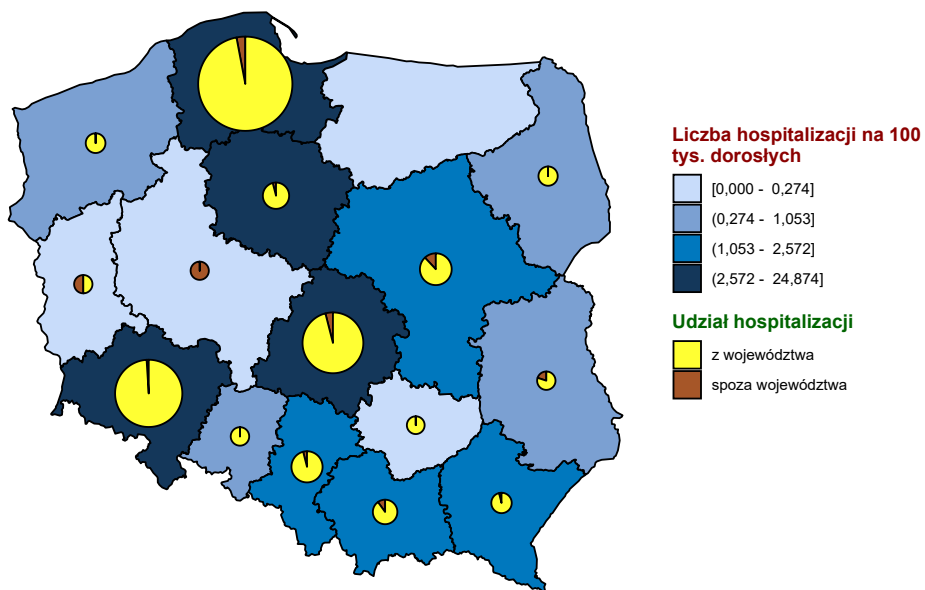 Liczba hospitalizacji na 100
tys. dorosłych
[0,000 - 0,274]
(0,274 - 1,053]
(1,053 - 2,572]
(2,572 - 24,874]
Udział hospitalizacji
z województwa
spoza województwa